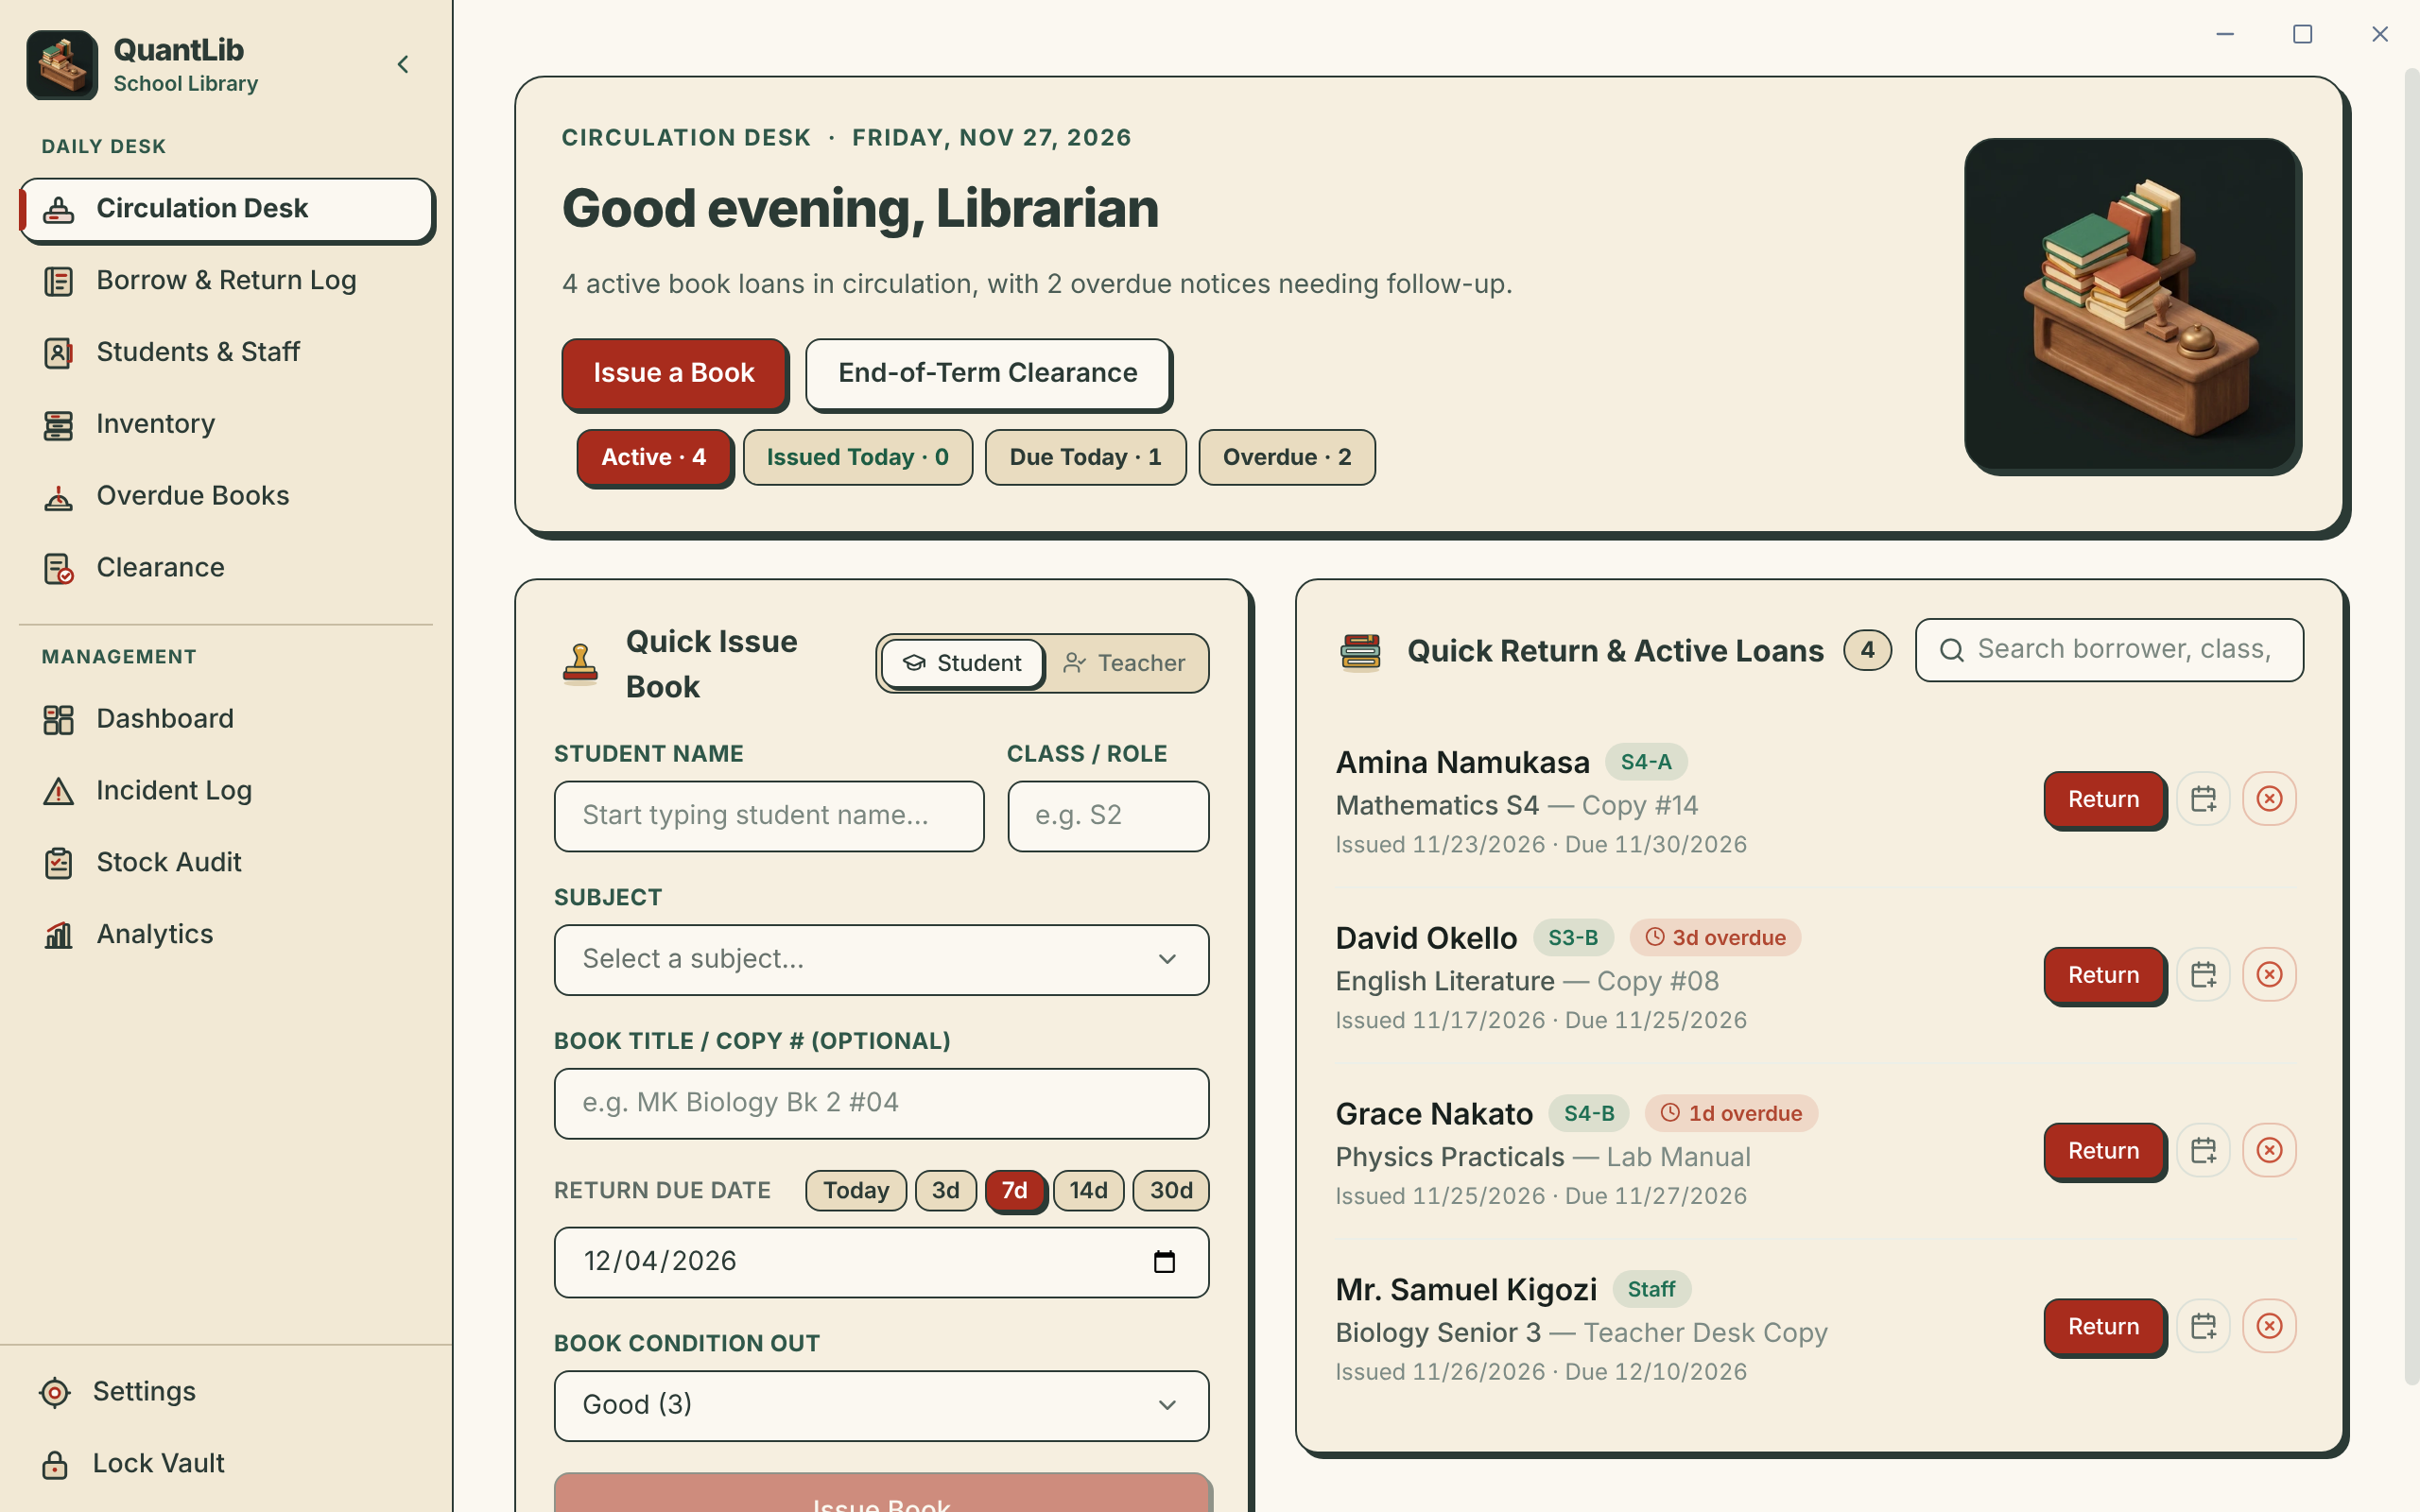 QuantLib
School Library
DAILY DESK
Circulation Desk
Borrow & Return Log
Students & Staff
Inventory
Overdue Books
Clearance
MANAGEMENT
Dashboard
Incident Log
Stock Audit
Analytics
Settings
Lock Vault
CIRCULATION DESK · FRIDAY, NOV 27, 2026
Good evening, Librarian
4 active book loans in circulation, with 2 overdue notices needing follow-up.
Issue a Book
End-of-Term Clearance
Active · 4
Issued Today · 0
Due Today · 1
Overdue · 2
Quick Issue
Book
Student
Teacher
STUDENT NAME
CLASS / ROLE
Start typing student name...
e.g. S2
SUBJECT
Select a subject...
BOOK TITLE / COPY # (OPTIONAL)
e.g. MK Biology Bk 2 #04
RETURN DUE DATE
Today
3d
7d
14d
30d
12/04/2026
BOOK CONDITION OUT
Good (3)
Issue Book
Quick Return & Active Loans
4
Search borrower, class,
Amina Namukasa
S4-A
Mathematics S4 — Copy #14
Issued 11/23/2026 · Due 11/30/2026
Return
David Okello
S3-B
3d overdue
English Literature — Copy #08
Issued 11/17/2026 · Due 11/25/2026
Return
Grace Nakato
S4-B
1d overdue
Physics Practicals — Lab Manual
Issued 11/25/2026 · Due 11/27/2026
Return
Mr. Samuel Kigozi
Staff
Biology Senior 3 — Teacher Desk Copy
Issued 11/26/2026 · Due 12/10/2026
Return